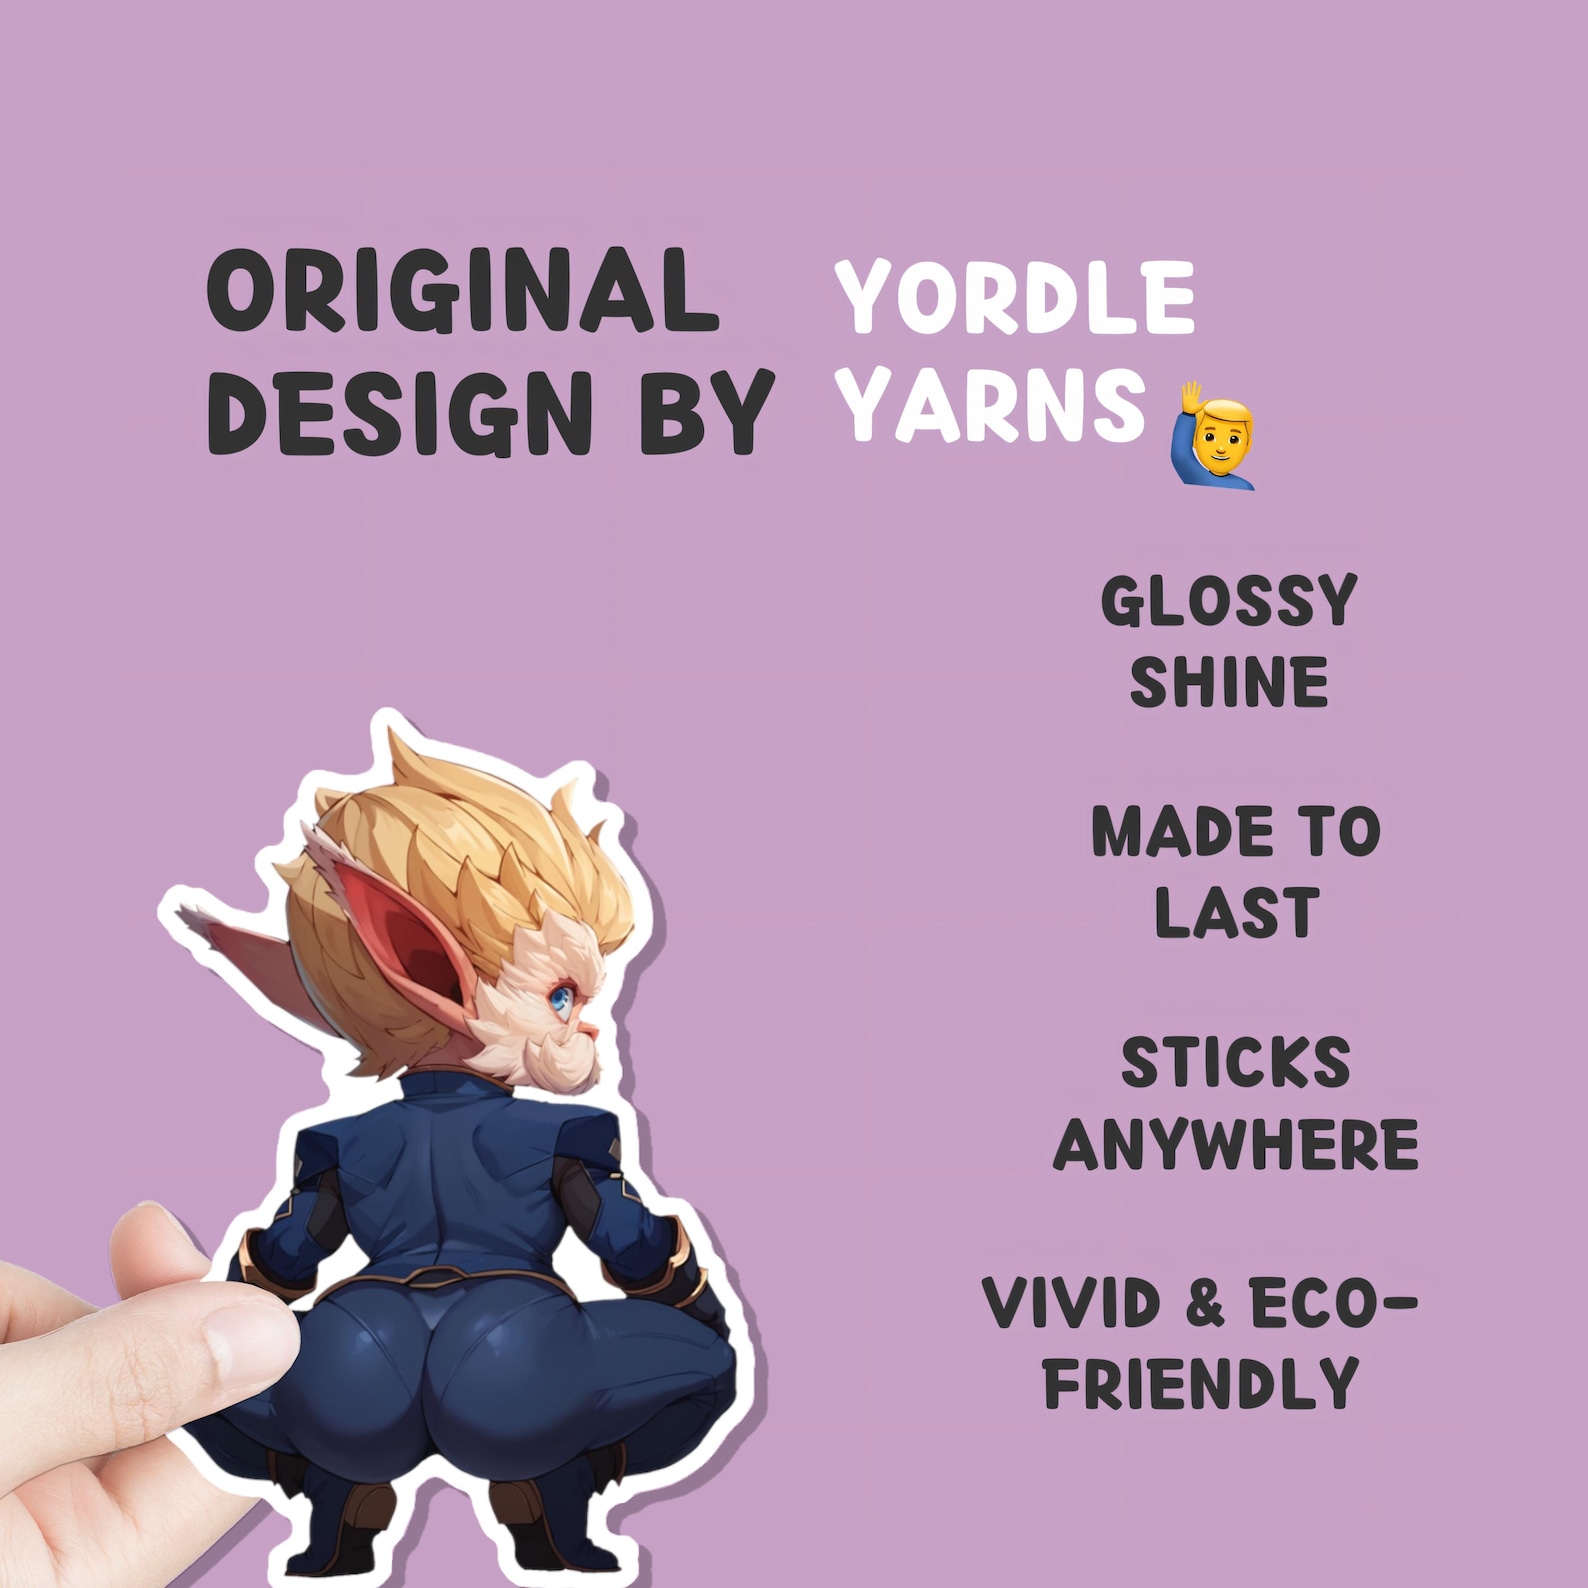 ORIGINAL
DESIGN BY
YORDLE
YARNS
GLOSSY
SHINE
MADE TO
LAST
STICKS
ANYWHERE
VIVID & ECO-
FRIENDLY